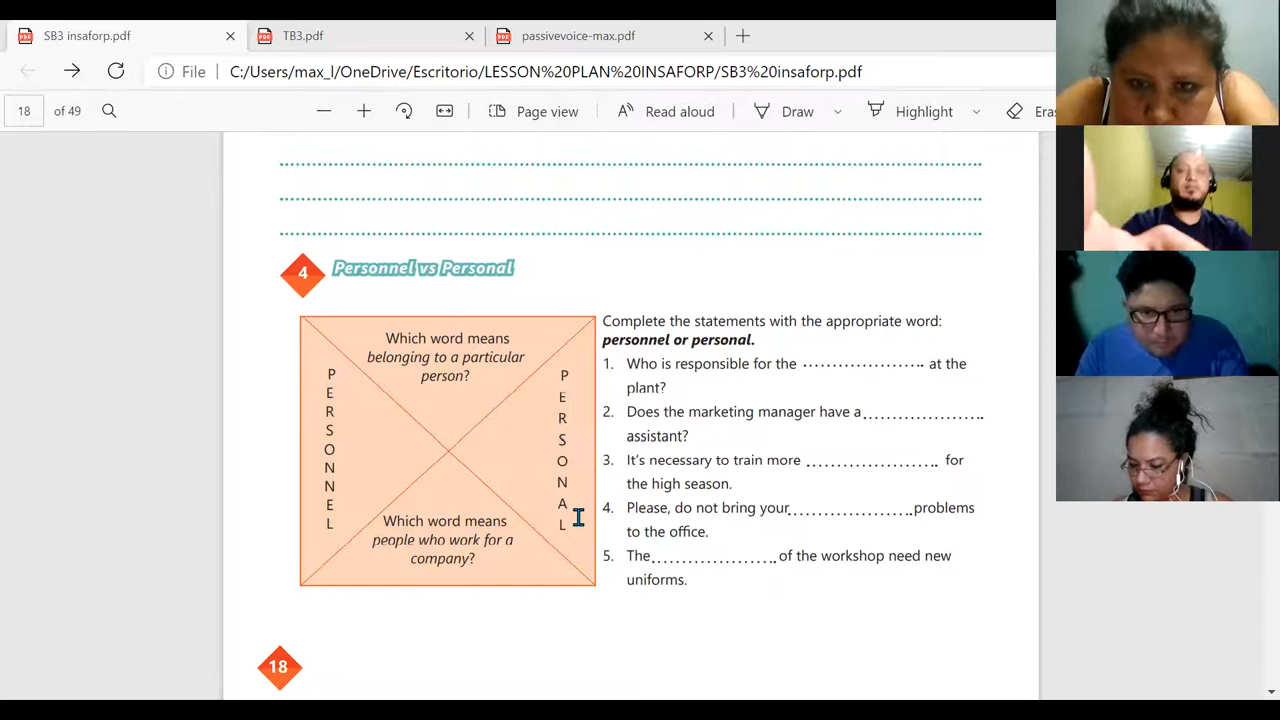 SB3 insaforp.pdf
TB3.pdf
passivevoice-max.pdf
File C:/Users/max_l/OneDrive/Escritorio/LESSON%20PLAN%20INSAFORP/SB3%20insaforp.pdf
18 of 49
Page view
Read aloud
Draw
Highlight
Eras
4 Personnel vs Personal
Which word means
belonging to a particular
person?
PERSONNEL
PERSONAL
Which word means
people who work for a
company?
Complete the statements with the appropriate word:
personnel or personal.
1. Who is responsible for the .................... at the
plant?
2. Does the marketing manager have a....................
assistant?
3. It's necessary to train more .................... for
the high season.
4. Please, do not bring your....................problems
to the office.
5. The....................of the workshop need new
uniforms.
18